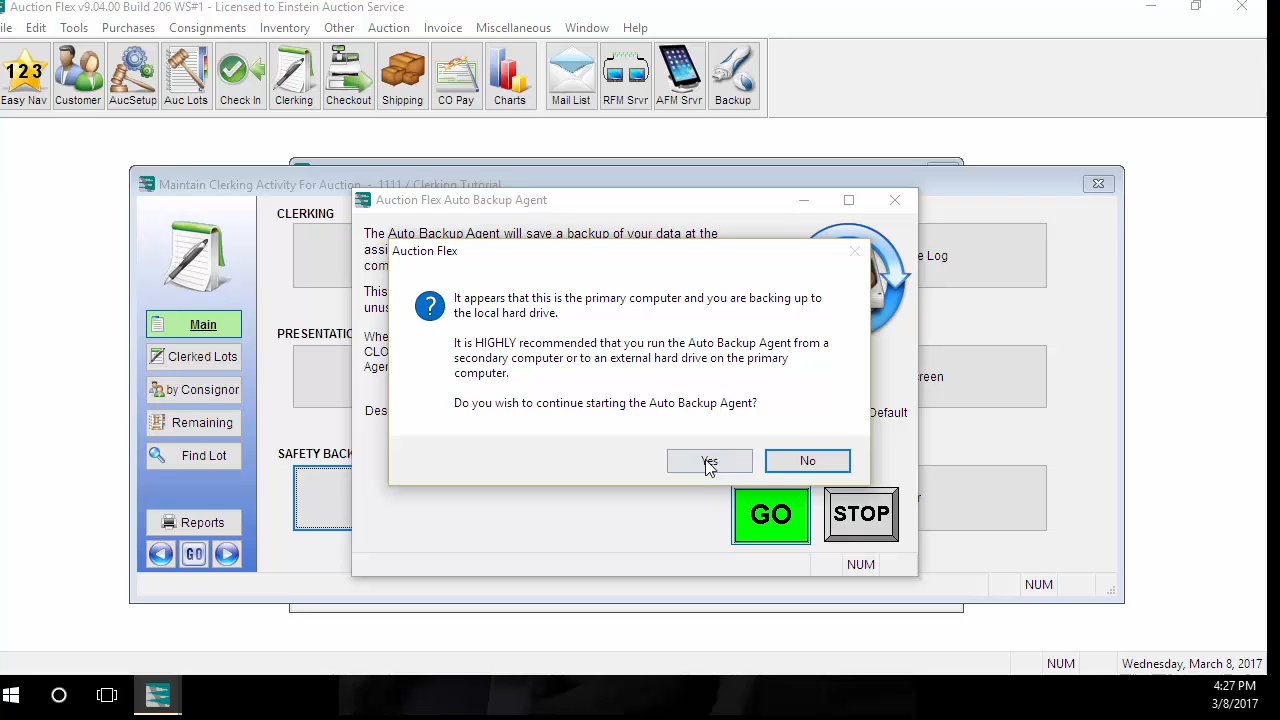 Auction Flex v9.04.00 Build 206 WS#1 - Licensed to Einstein Auction Service
ile Edit Tools Purchases Consignments Inventory Other Auction Invoice Miscellaneous Window Help
123
Easy Nav Customer AucSetup Auc Lots Check In Clerking Checkout Shipping CO Pay Charts Mail List RFM Srvr AFM Srvr Backup
Maintain Clerking Activity For Auction - 1111 / Clerking Tutorial
Auction Flex Auto Backup Agent
CLERKING
The Auto Backup Agent will save a backup of your data at the
assi
com
This
unus
Whe
CLO
Agen
Des
e Log
Auction Flex
It appears that this is the primary computer and you are backing up to
the local hard drive.
It is HIGHLY recommended that you run the Auto Backup Agent from a
secondary computer or to an external hard drive on the primary
computer.
Do you wish to continue starting the Auto Backup Agent?
Yes No
Main
Clerked Lots
by Consignor
Remaining
Find Lot
Reports
GO
PRESENTATIO
reen
Default
SAFETY BACK
r
GO STOP
NUM
NUM
NUM Wednesday, March 8, 2017
4:27 PM
3/8/2017